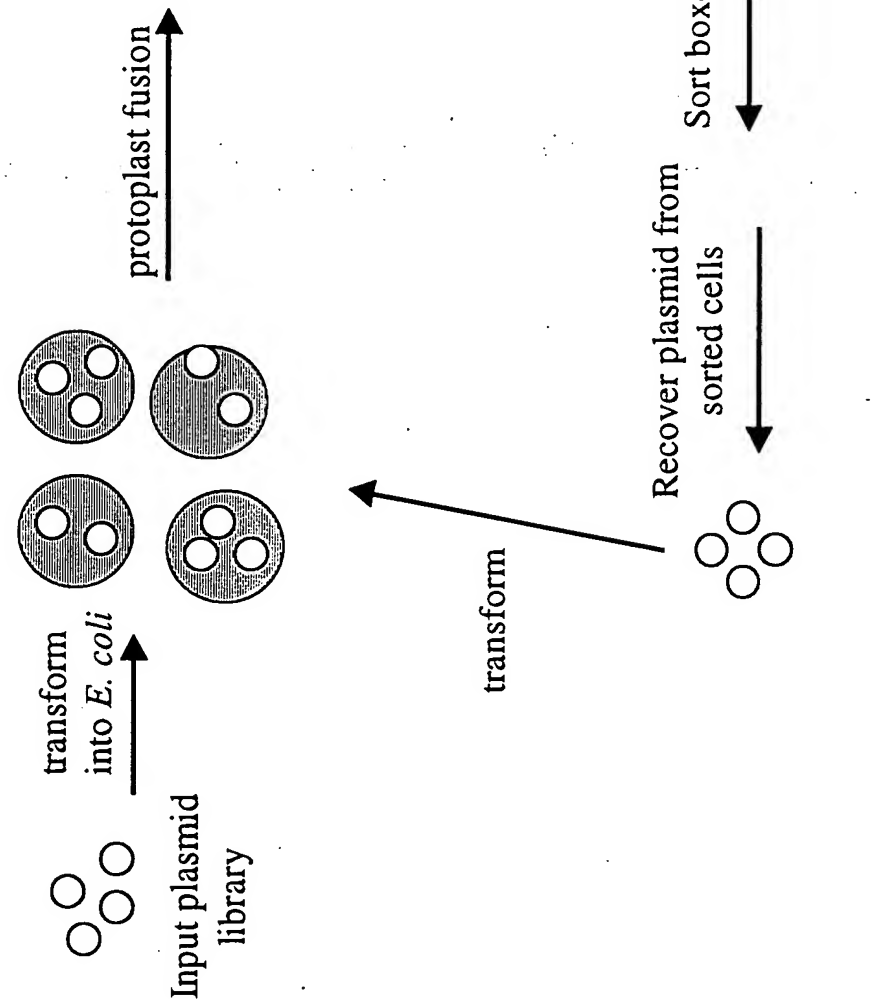 Input plasmid
library
transform
into E. coli
protoplast fusion
transform
Recover plasmid from
sorted cells
Sort box